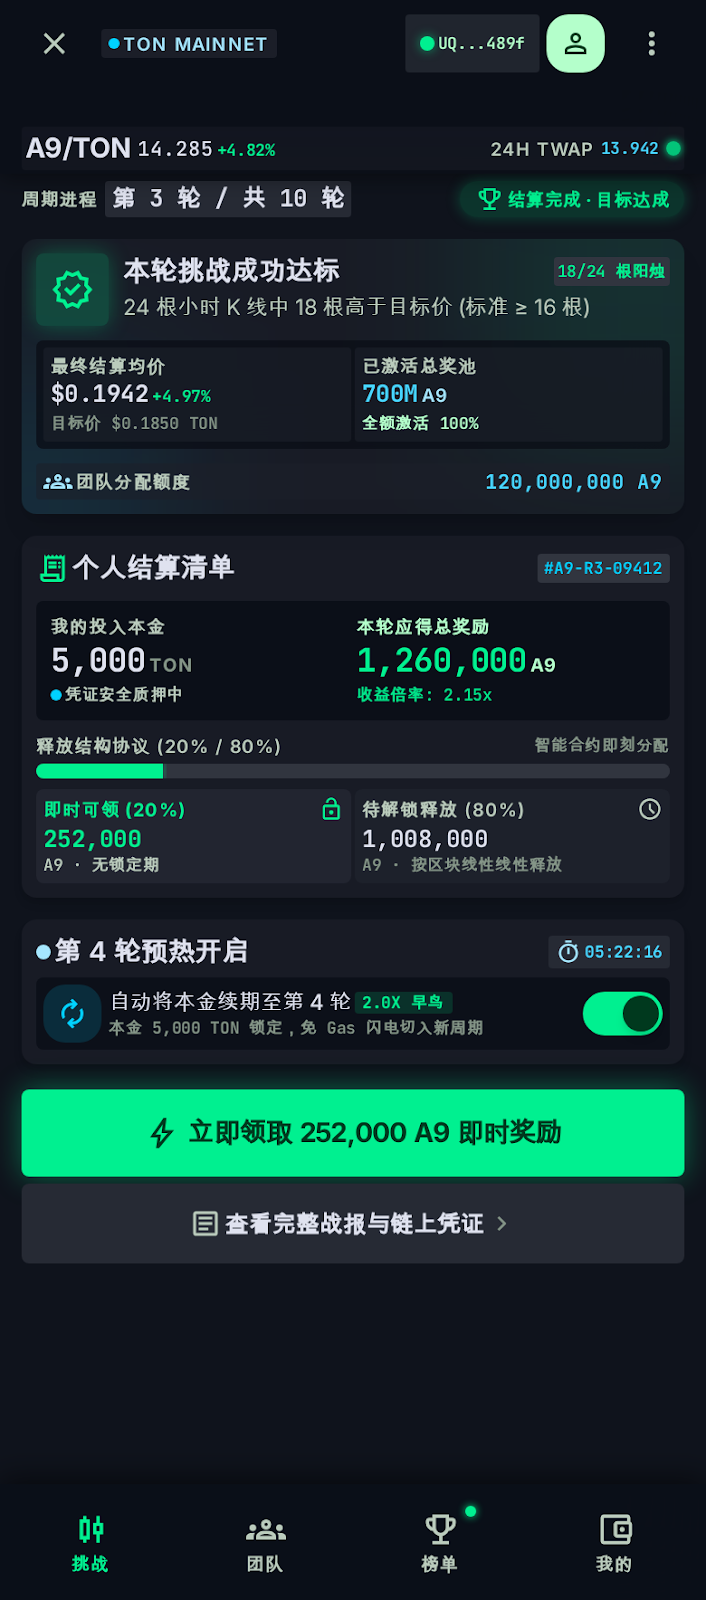 TON MAINNET
UQ...489f
A9/TON 14.285 +4.82%
24H TWAP 13.942
周期进程 第 3 轮 / 共 10 轮
结算完成·目标达成
本轮挑战成功达标
18/24 根阳烛
24 根小时 K 线中 18 根高于目标价 (标准 ≥ 16 根)
最终结算均价
$0.1942 +4.97%
目标价 $0.1850 TON
已激活总奖池
700M A9
全额激活 100%
团队分配额度
120,000,000 A9
个人结算清单
#A9-R3-09412
我的投入本金
5,000 TON
凭证安全质押中
本轮应得总奖励
1,260,000 A9
收益倍率: 2.15x
释放结构协议 (20% / 80%)
智能合约即刻分配
即时可领 (20%)
252,000
A9 · 无锁定期
待解锁释放 (80%)
1,008,000
A9 · 按区块线性线性释放
第 4 轮预热开启
05:22:16
自动将本金续期至第 4 轮 2.0X 早鸟
本金 5,000 TON 锁定，免 Gas 闪电切入新周期
立即领取 252,000 A9 即时奖励
查看完整战报与链上凭证
挑战
团队
榜单
我的